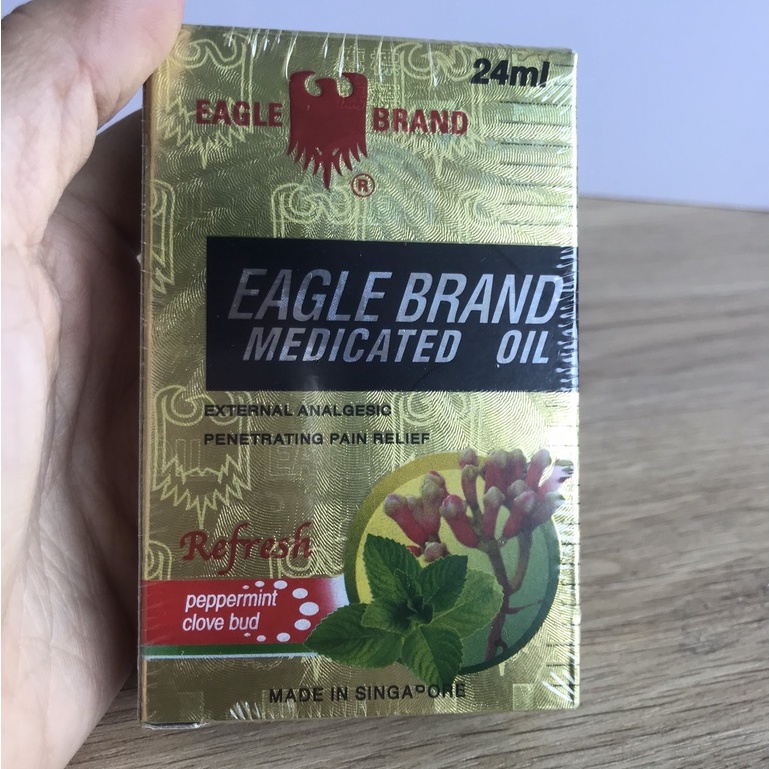 24ml
EAGLE BRAND
®
EAGLE BRAND
MEDICATED OIL
EXTERNAL ANALGESIC
PENETRATING PAIN RELIEF
Refresh
peppermint
clove bud
MADE IN SINGAPORE